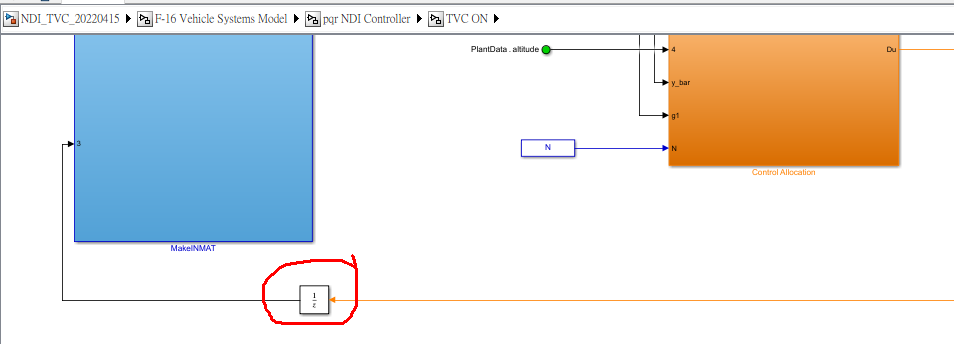 NDI_TVC_20220415 F-16 Vehicle Systems Model pqr NDI Controller TVC ON
PlantData . altitude
4
Du
y_bar
g1
N
N
3
Control Allocation
MakeINMAT
1
z